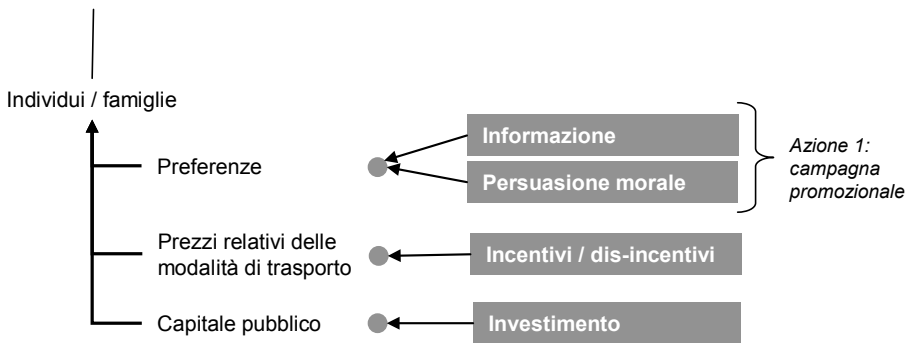 Individui / famiglie
Preferenze
Informazione
Persuasione morale
Azione 1:
campagna
promozionale
Prezzi relativi delle
modalità di trasporto
Incentivi / dis-incentivi
Capitale pubblico
Investimento